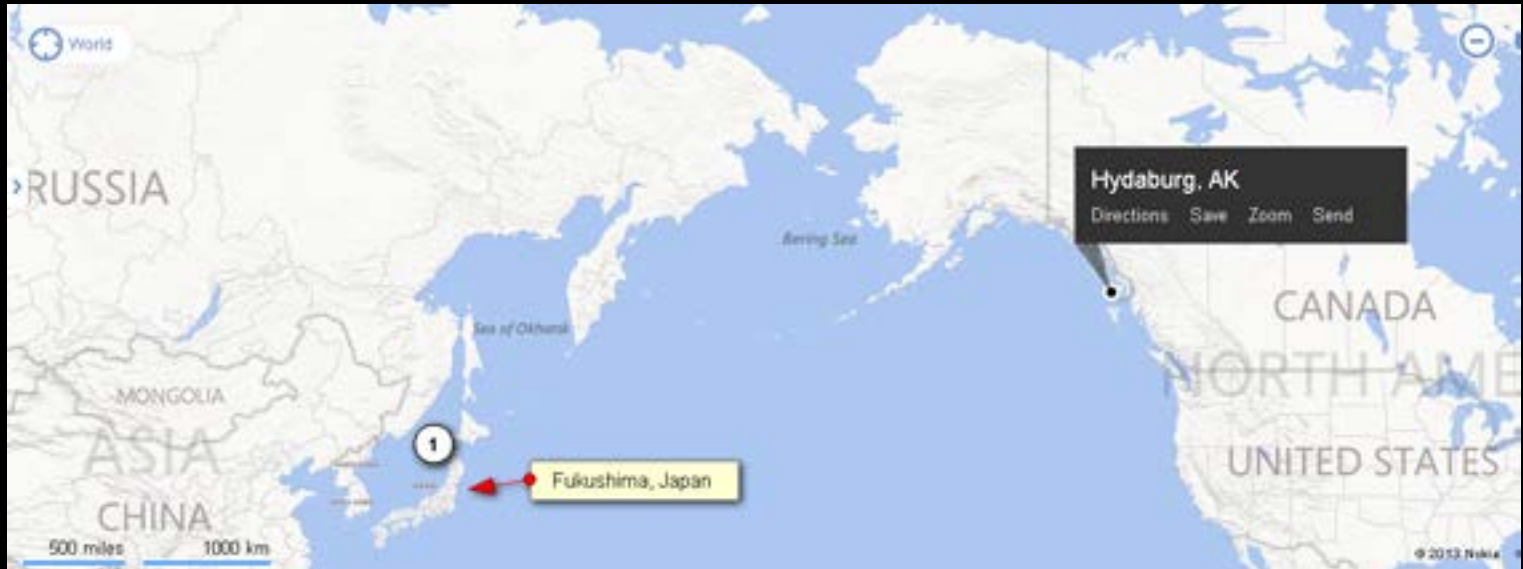 World
RUSSIA
Hydaburg, AK
Directions Save Zoom Send
Bering Sea
CANADA
Sea of Okhotsk
NORTH AME
MONGOLIA
1
ASIA
UNITED STATES
Fukushima, Japan
CHINA
500 miles 1000 km
© 2013 Nokia